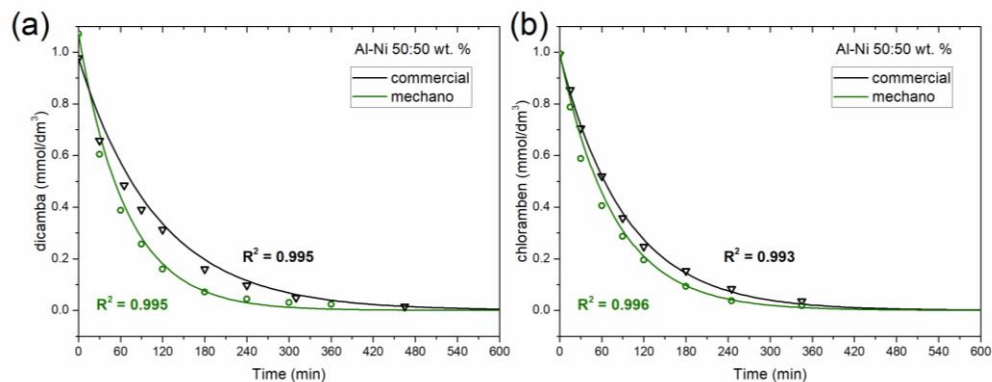 (a)
Al-Ni 50:50 wt. %
commercial
mechano
dicamba (mmol/dm³)
1.0
0.8
0.6
0.4
0.2
0.0
R² = 0.995
R² = 0.995
0 60 120 180 240 300 360 420 480 540 600
Time (min)
(b)
Al-Ni 50:50 wt. %
commercial
mechano
chloramben (mmol/dm³)
1.0
0.8
0.6
0.4
0.2
0.0
R² = 0.993
R² = 0.996
0 60 120 180 240 300 360 420 480 540 600
Time (min)